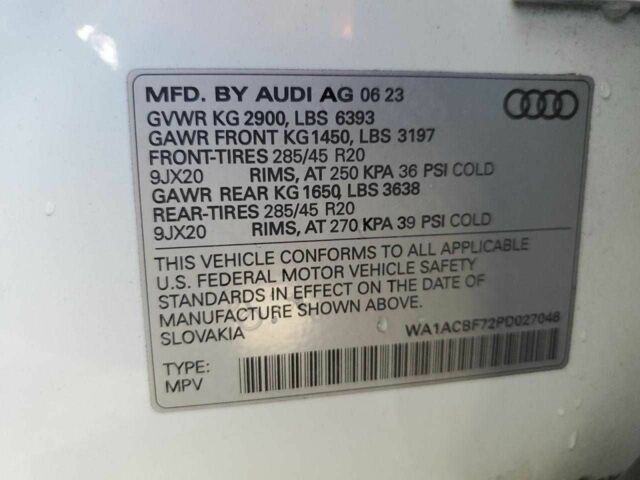 MFD. BY AUDI AG 06 23
GVWR KG 2900, LBS 6393
GAWR FRONT KG 1450, LBS 3197
FRONT-TIRES 285/45 R20
9JX20 RIMS, AT 250 KPA 36 PSI COLD
GAWR REAR KG 1650, LBS 3638
REAR-TIRES 285/45 R20
9JX20 RIMS, AT 270 KPA 39 PSI COLD
THIS VEHICLE CONFORMS TO ALL APPLICABLE
U.S. FEDERAL MOTOR VEHICLE SAFETY
STANDARDS IN EFFECT ON THE DATE OF
MANUFACTURE SHOWN ABOVE.
SLOVAKIA
WA1ACBF72PD027048
TYPE:
MPV